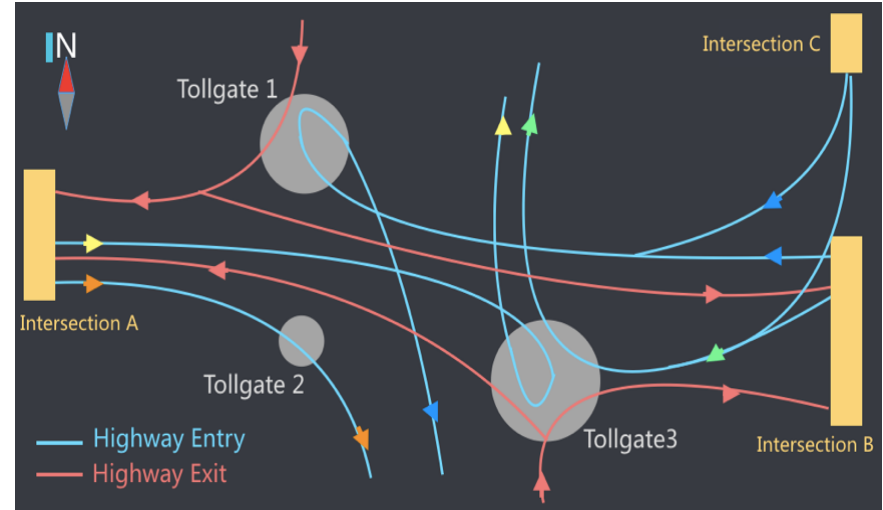 N
Intersection C
Tollgate 1
Intersection A
Tollgate 2
Highway Entry
Highway Exit
Tollgate3
Intersection B